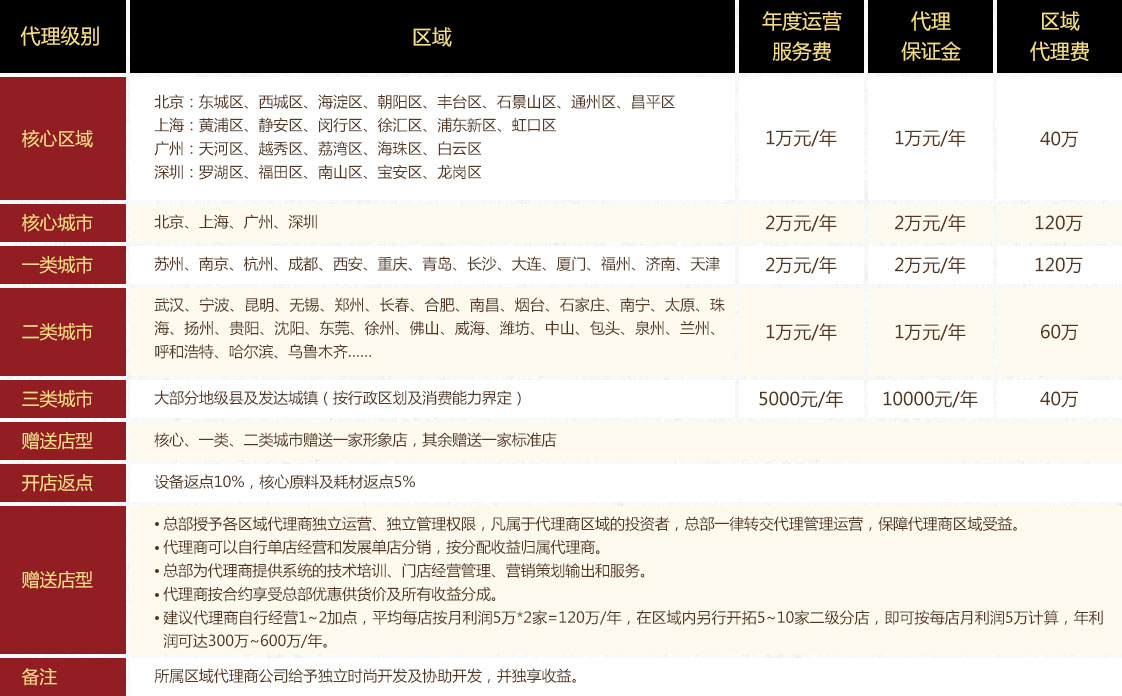 代理级别
区域
年度运营
服务费
代理
保证金
区域
代理费
核心区域
北京：东城区、西城区、海淀区、朝阳区、丰台区、石景山区、通州区、昌平区
上海：黄浦区、静安区、闵行区、徐汇区、浦东新区、虹口区
广州：天河区、越秀区、荔湾区、海珠区、白云区
深圳：罗湖区、福田区、南山区、宝安区、龙岗区
1万元/年
1万元/年
40万
核心城市
北京、上海、广州、深圳
2万元/年
2万元/年
120万
一类城市
苏州、南京、杭州、成都、西安、重庆、青岛、长沙、大连、厦门、福州、济南、天津
2万元/年
2万元/年
120万
二类城市
武汉、宁波、昆明、无锡、郑州、长春、合肥、南昌、烟台、石家庄、南宁、太原、珠
海、扬州、贵阳、沈阳、东莞、徐州、佛山、威海、潍坊、中山、包头、泉州、兰州、
呼和浩特、哈尔滨、乌鲁木齐......
1万元/年
1万元/年
60万
三类城市
大部分地级县及发达城镇（按行政区划及消费能力界定）
5000元/年
10000元/年
40万
赠送店型
核心、一类、二类城市赠送一家形象店，其余赠送一家标准店
开店返点
设备返点10%，核心原料及耗材返点5%
赠送店型
• 总部授予各区域代理商独立运营、独立管理权限，凡属于代理商区域的投资者，总部一律转交代理管理运营，保障代理商区域受益。
• 代理商可以自行单店经营和发展单店分销，按分配收益归属代理商。
• 总部为代理商提供系统的技术培训、门店经营管理、营销策划输出和服务。
• 代理商按合约享受总部优惠供货价及所有收益分成。
• 建议代理商自行经营1~2加点，平均每店按月利润5万*2家=120万/年，在区域内另行开拓5~10家二级分店，即可按每店月利润5万计算，年利
润可达300万~600万/年。
备注
所属区域代理商公司给予独立时尚开发及协助开发，并独享收益。